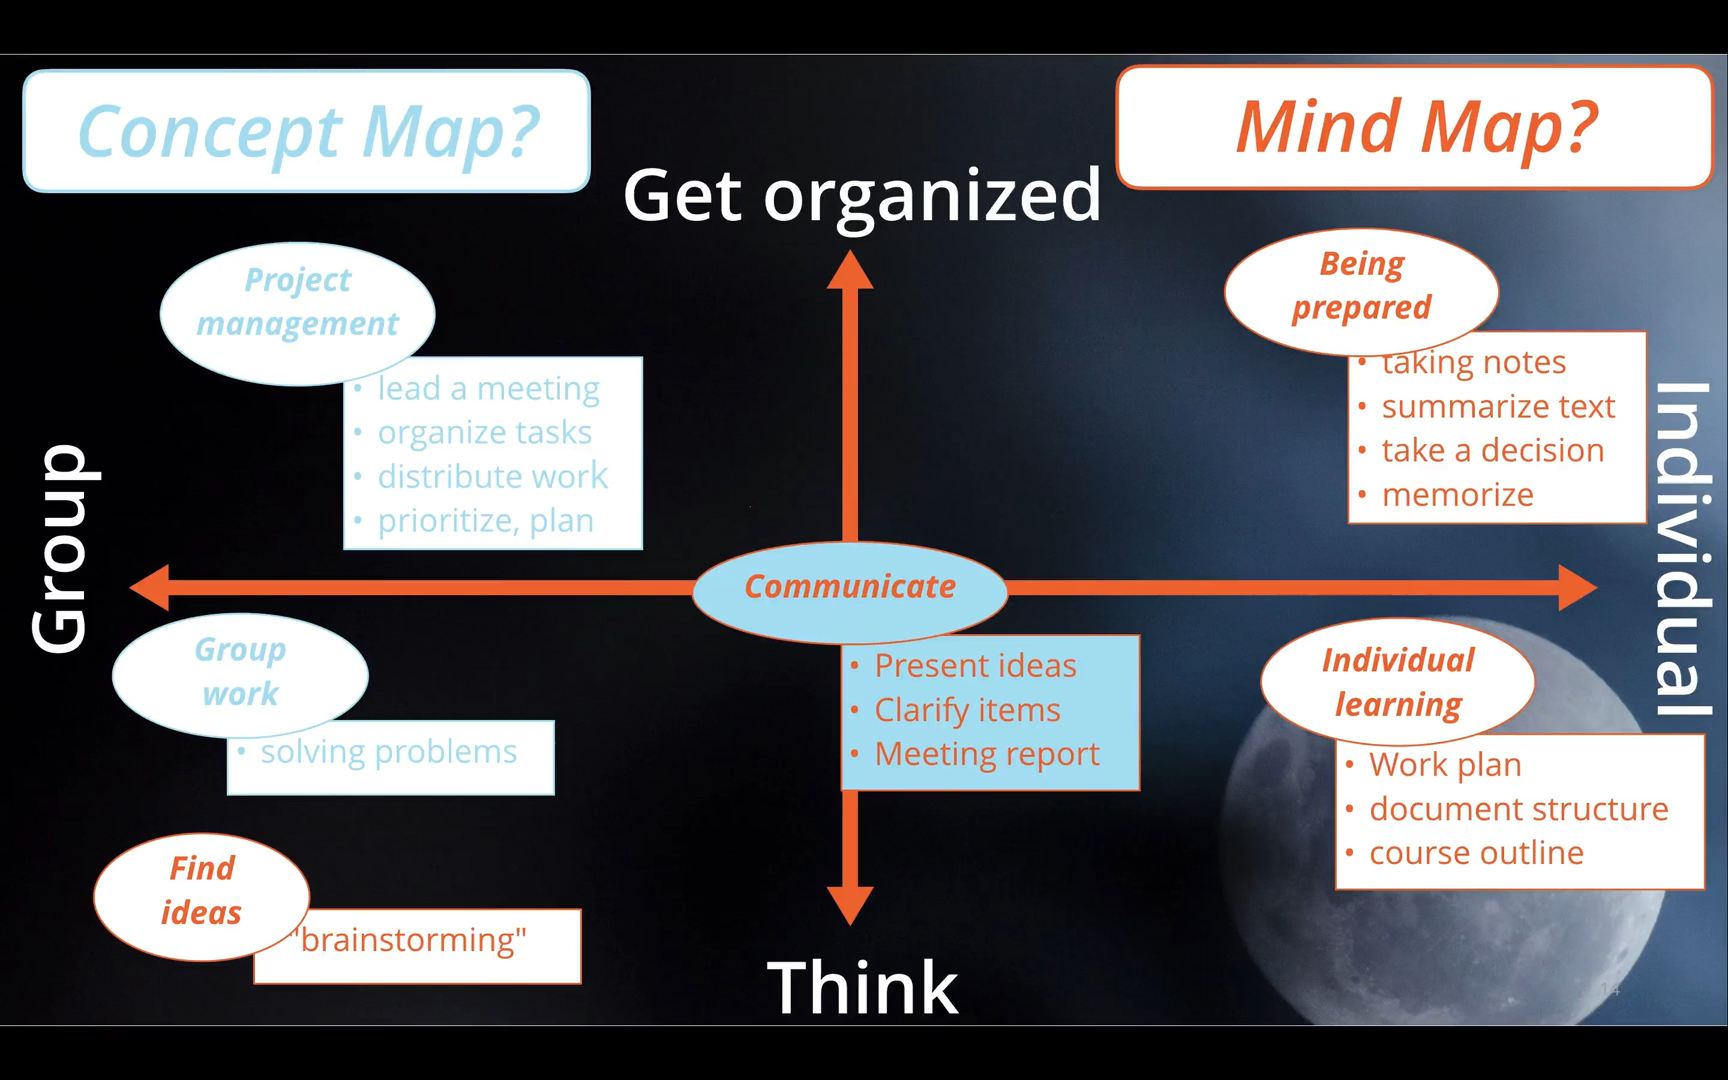 Concept Map?
Mind Map?
Get organized
Project
management
• lead a meeting
• organize tasks
• distribute work
• prioritize, plan
Being
prepared
• taking notes
• summarize text
• take a decision
• memorize
Group
Individual
Communicate
• Present ideas
• Clarify items
• Meeting report
Group
work
• solving problems
Individual
learning
• Work plan
• document structure
• course outline
Find
ideas
"brainstorming"
Think
14